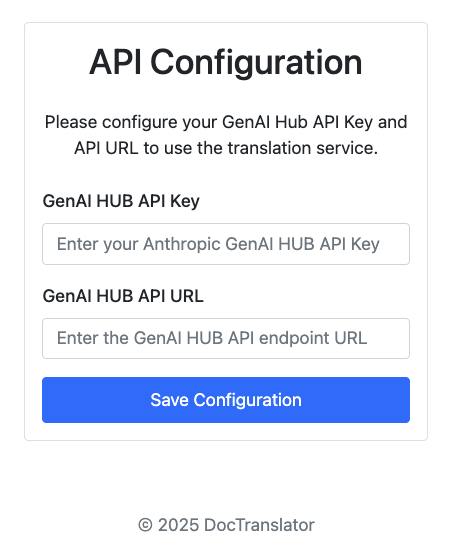 API Configuration
Please configure your GenAI Hub API Key and
API URL to use the translation service.
GenAI HUB API Key
Enter your Anthropic GenAI HUB API Key
GenAI HUB API URL
Enter the GenAI HUB API endpoint URL
Save Configuration
© 2025 DocTranslator